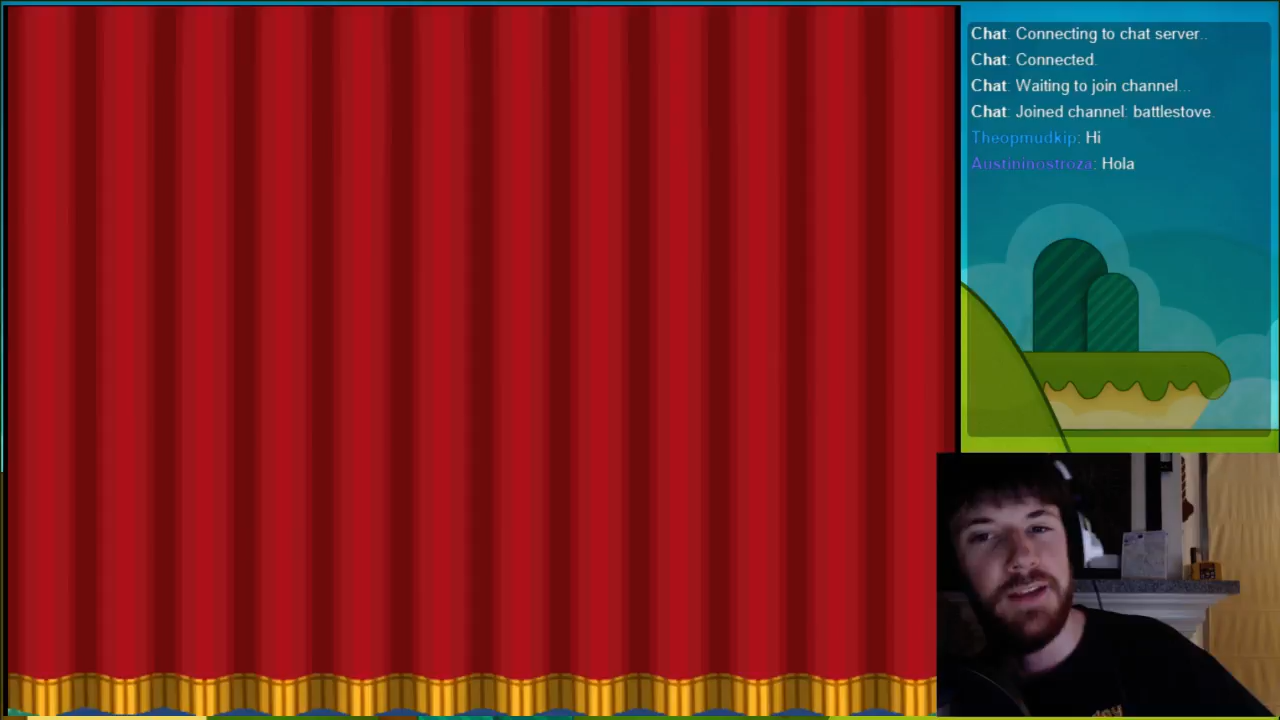 Chat: Connecting to chat server..
Chat: Connected.
Chat: Waiting to join channel...
Chat: Joined channel: battlestove.
Theopmudkip: Hi
Austininostroza: Hola